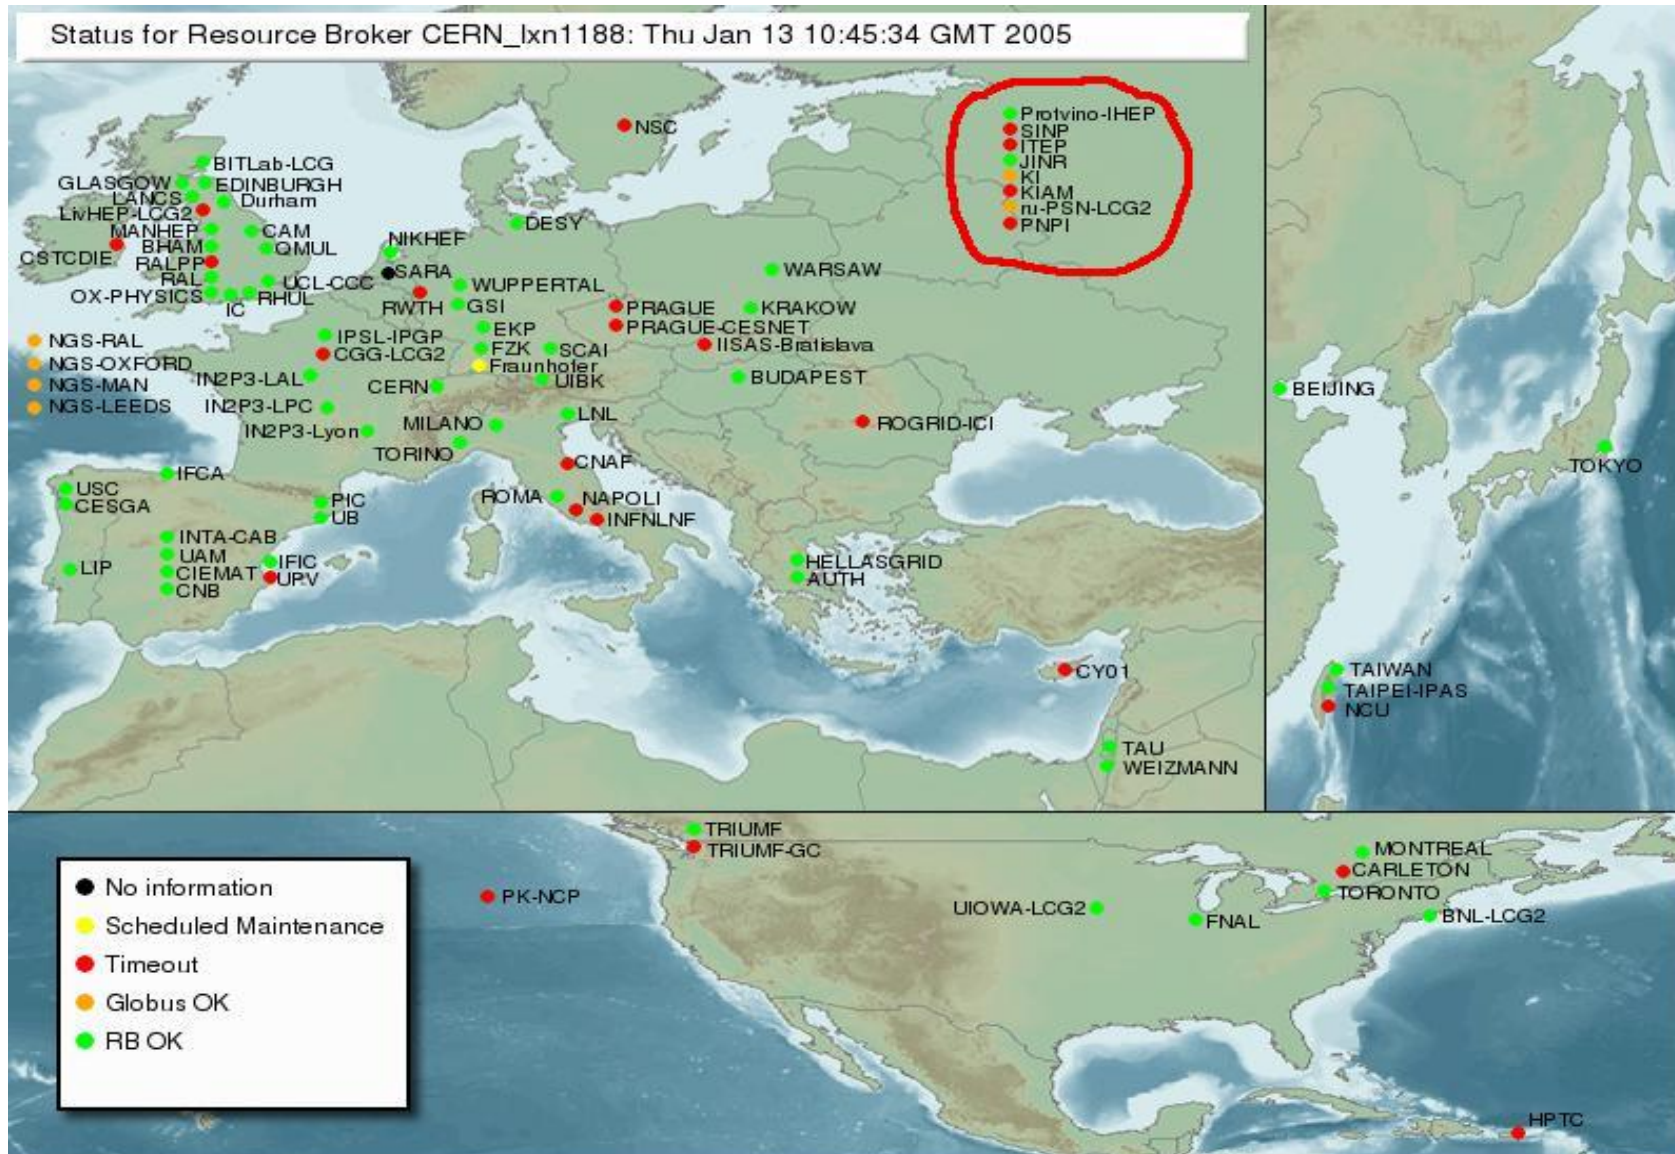 Status for Resource Broker CERN_lxn1188: Thu Jan 13 10:45:34 GMT 2005
Protvino-IHEP
SINP
ITEP
JINR
KI
KIAM
ru-PSN-LCG2
PNPI
NSC
BITLab-LCG
GLASGOW
EDINBURGH
LANCS
Durham
LivHEP-LCG2
MANHEP
CAM
CSTCDIE
BHAM
QMUL
RALPP
RAL
UCL-CCC
OX-PHYSICS
IC
RHUL
NIKHEF
DESY
SARA
WUPPERTAL
RWTH
GSI
WARSAW
PRAGUE
KRAKOW
PRAGUE-CESNET
IISAS-Bratislava
NGS-RAL
NGS-OXFORD
NGS-MAN
NGS-LEEDS
IPSL-IPGP
CGG-LCG2
EKP
FZK
SCAI
Fraunhofer
IN2P3-LAL
CERN
UIBK
BUDAPEST
IN2P3-LPC
IN2P3-Lyon
MILANO
LNL
TORINO
ROGRID-ICI
CNAF
IFCA
USC
CESGA
PIC
UB
ROMA
NAPOLI
INFNLNF
INTA-CAB
UAM
IFIC
LIP
CIEMAT
UPV
CNB
HELLASGRID
AUTH
CY01
TAU
WEIZMANN
BEIJING
TOKYO
TAIWAN
TAIPEI-IPAS
NCU
TRIUMF
TRIUMF-GC
PK-NCP
MONTREAL
CARLETON
TORONTO
UIOWA-LCG2
FNAL
BNL-LCG2
HPTC
No information
Scheduled Maintenance
Timeout
Globus OK
RB OK